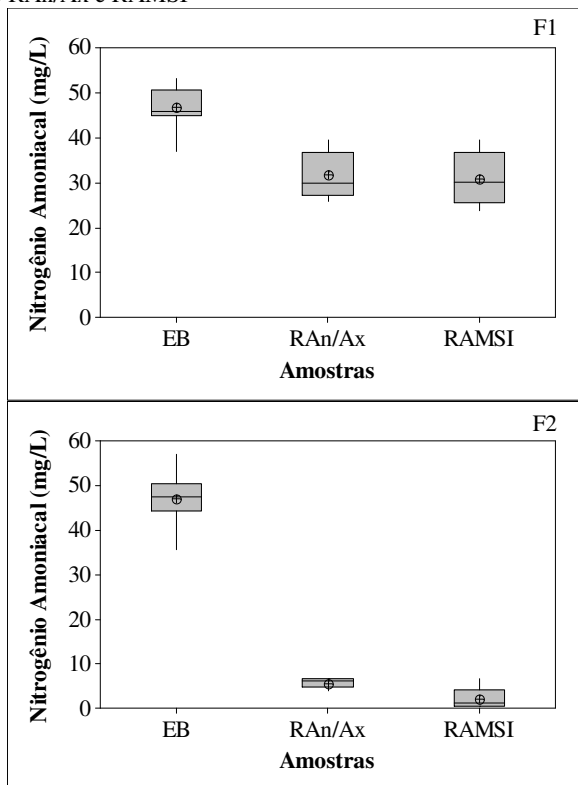 RAn/Ax e RAMSI
F1
Nitrogênio Amoniacal (mg/L)
60
50
40
30
20
10
0
EB RAn/Ax RAMSI
Amostras
F2
Nitrogênio Amoniacal (mg/L)
60
50
40
30
20
10
0
EB RAn/Ax RAMSI
Amostras